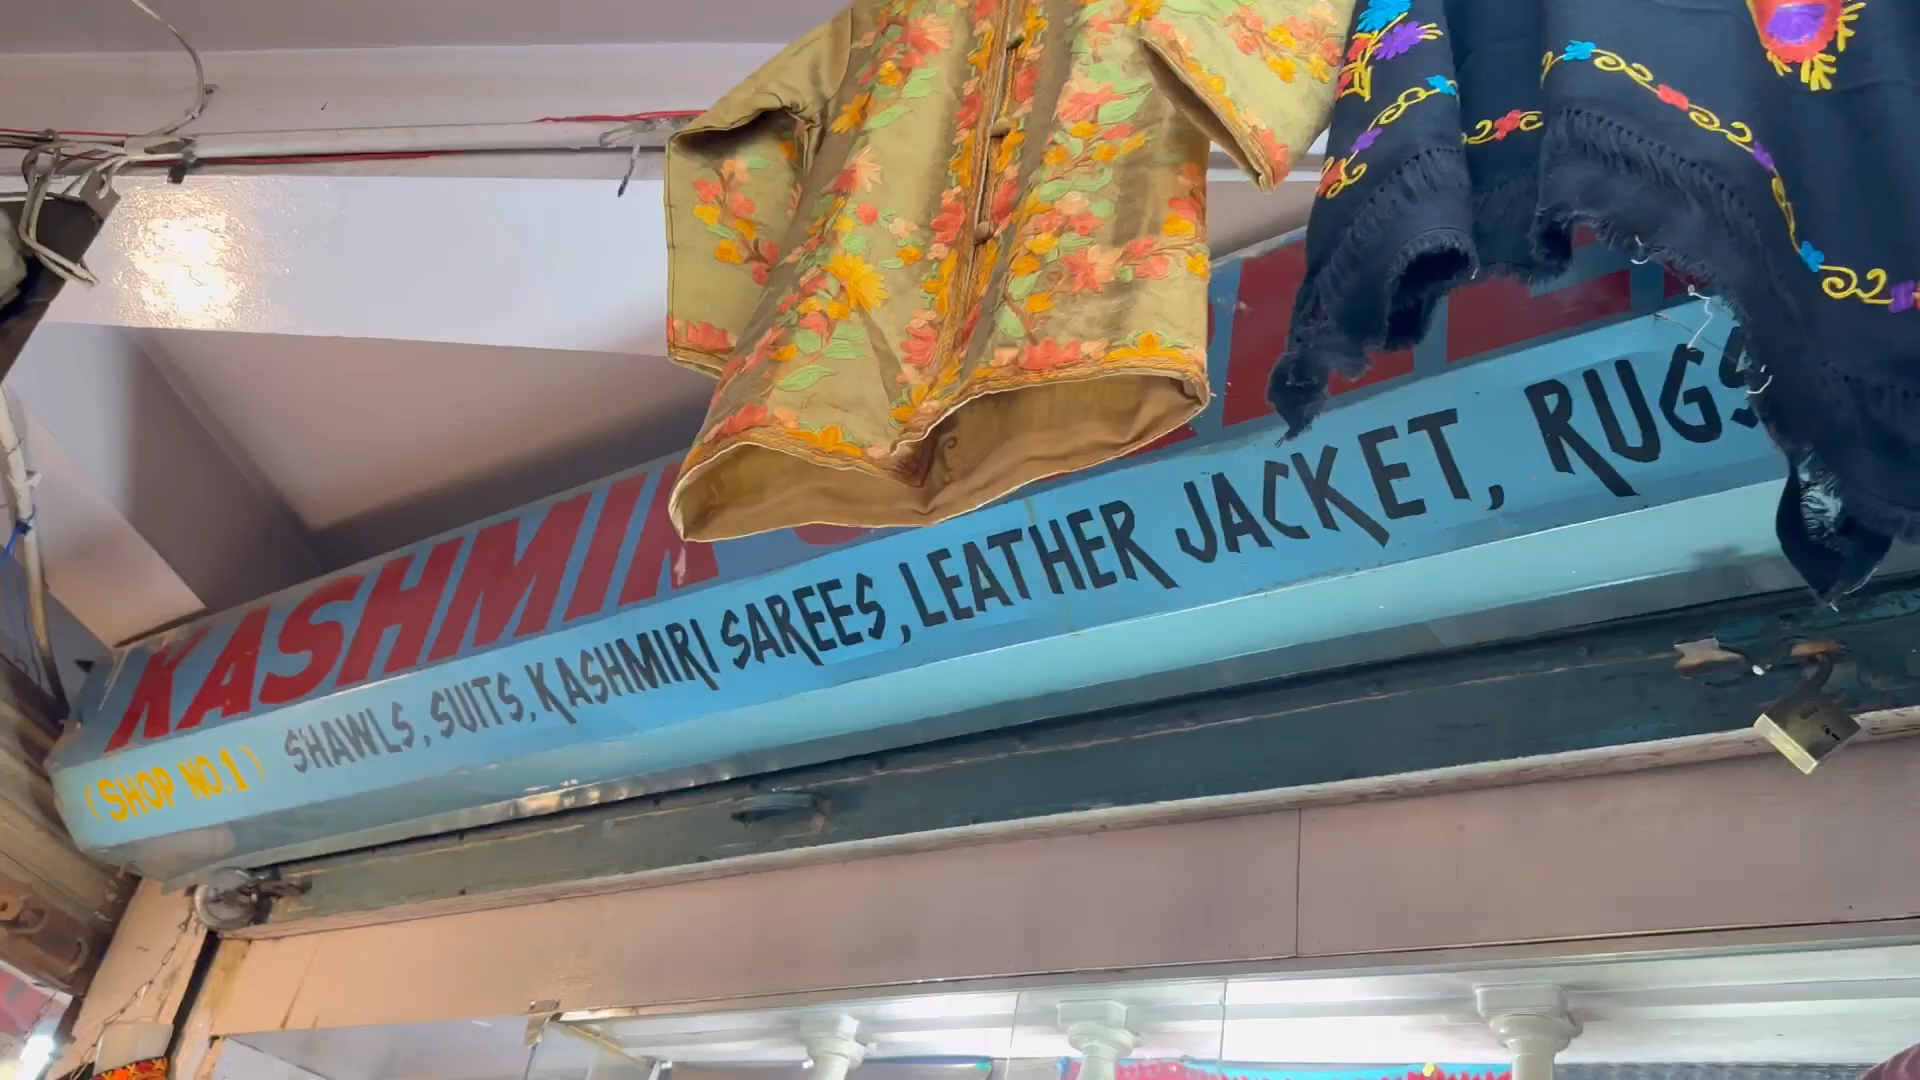 KASHMIR
(SHOP NO.1) SHAWLS, SUITS, KASHMIRI SAREES, LEATHER JACKET, RUGS